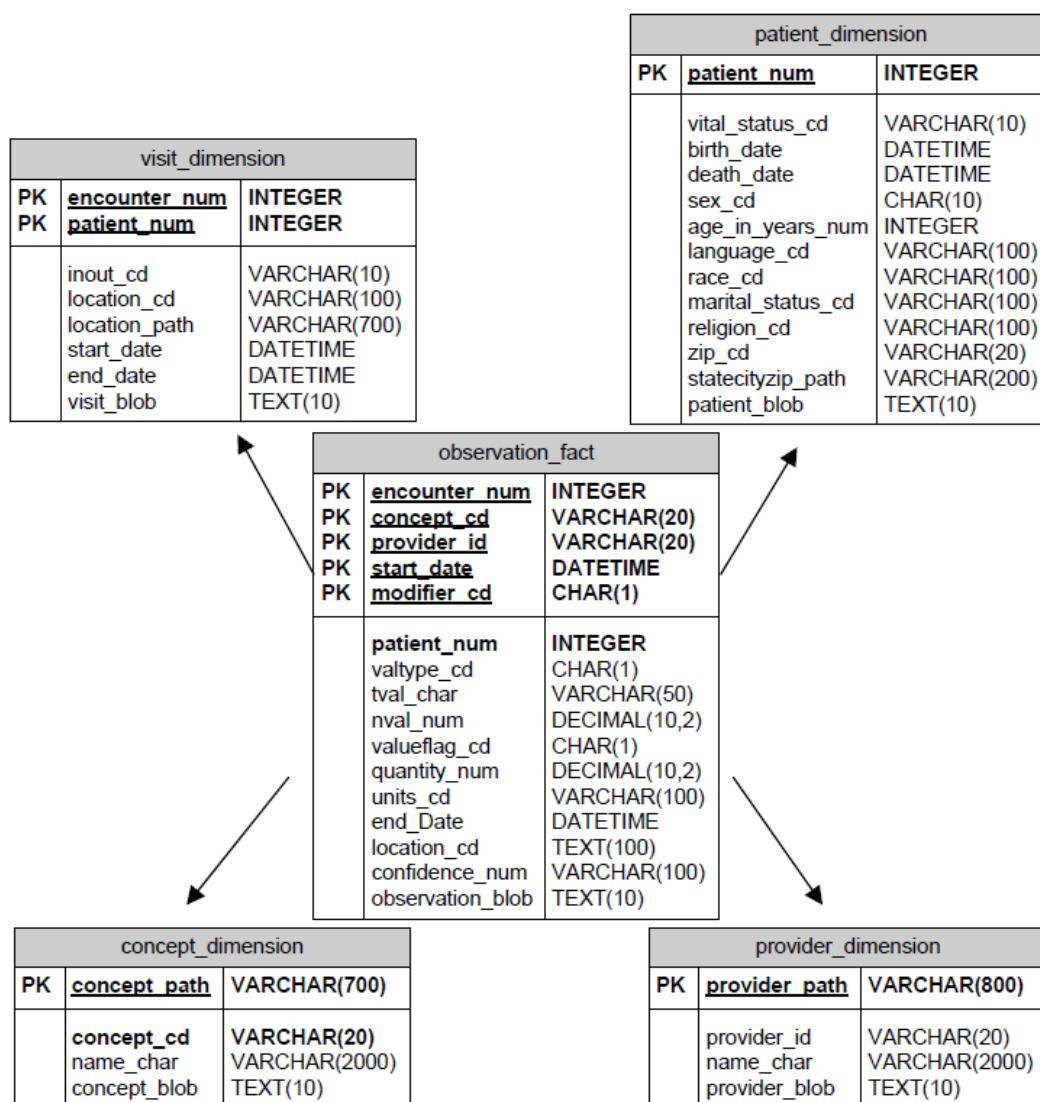 patient_dimension
PK patient_num INTEGER
vital_status_cd VARCHAR(10)
birth_date DATETIME
death_date DATETIME
sex_cd CHAR(10)
age_in_years_num INTEGER
language_cd VARCHAR(100)
race_cd VARCHAR(100)
marital_status_cd VARCHAR(100)
religion_cd VARCHAR(100)
zip_cd VARCHAR(20)
statecityzip_path VARCHAR(200)
patient_blob TEXT(10)
visit_dimension
PK encounter_num INTEGER
PK patient_num INTEGER
inout_cd VARCHAR(10)
location_cd VARCHAR(100)
location_path VARCHAR(700)
start_date DATETIME
end_date DATETIME
visit_blob TEXT(10)
observation_fact
PK encounter_num INTEGER
PK concept_cd VARCHAR(20)
PK provider_id VARCHAR(20)
PK start_date DATETIME
PK modifier_cd CHAR(1)
patient_num INTEGER
valtype_cd CHAR(1)
tval_char VARCHAR(50)
nval_num DECIMAL(10,2)
valueflag_cd CHAR(1)
quantity_num DECIMAL(10,2)
units_cd VARCHAR(100)
end_Date DATETIME
location_cd TEXT(100)
confidence_num VARCHAR(100)
observation_blob TEXT(10)
concept_dimension
PK concept_path VARCHAR(700)
concept_cd VARCHAR(20)
name_char VARCHAR(2000)
concept_blob TEXT(10)
provider_dimension
PK provider_path VARCHAR(800)
provider_id VARCHAR(20)
name_char VARCHAR(2000)
provider_blob TEXT(10)